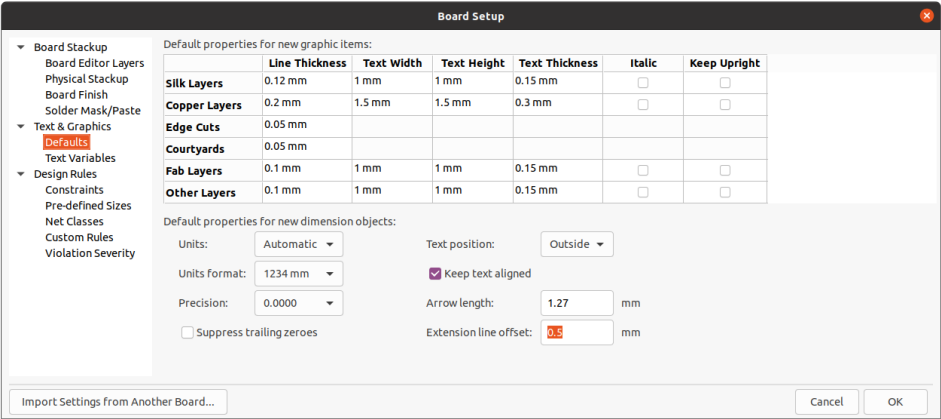 Board Setup
Board Stackup
Board Editor Layers
Physical Stackup
Board Finish
Solder Mask/Paste
Text & Graphics
Defaults
Text Variables
Design Rules
Constraints
Pre-defined Sizes
Net Classes
Custom Rules
Violation Severity
Default properties for new graphic items:
Line Thickness Text Width Text Height Text Thickness Italic Keep Upright
Silk Layers 0.12 mm 1 mm 1 mm 0.15 mm
Copper Layers 0.2 mm 1.5 mm 1.5 mm 0.3 mm
Edge Cuts 0.05 mm
Courtyards 0.05 mm
Fab Layers 0.1 mm 1 mm 1 mm 0.15 mm
Other Layers 0.1 mm 1 mm 1 mm 0.15 mm
Default properties for new dimension objects:
Units: Automatic Text position: Outside
Units format: 1234 mm Keep text aligned
Precision: 0.0000 Arrow length: 1.27 mm
Suppress trailing zeroes Extension line offset: 0.5 mm
Import Settings from Another Board... Cancel OK